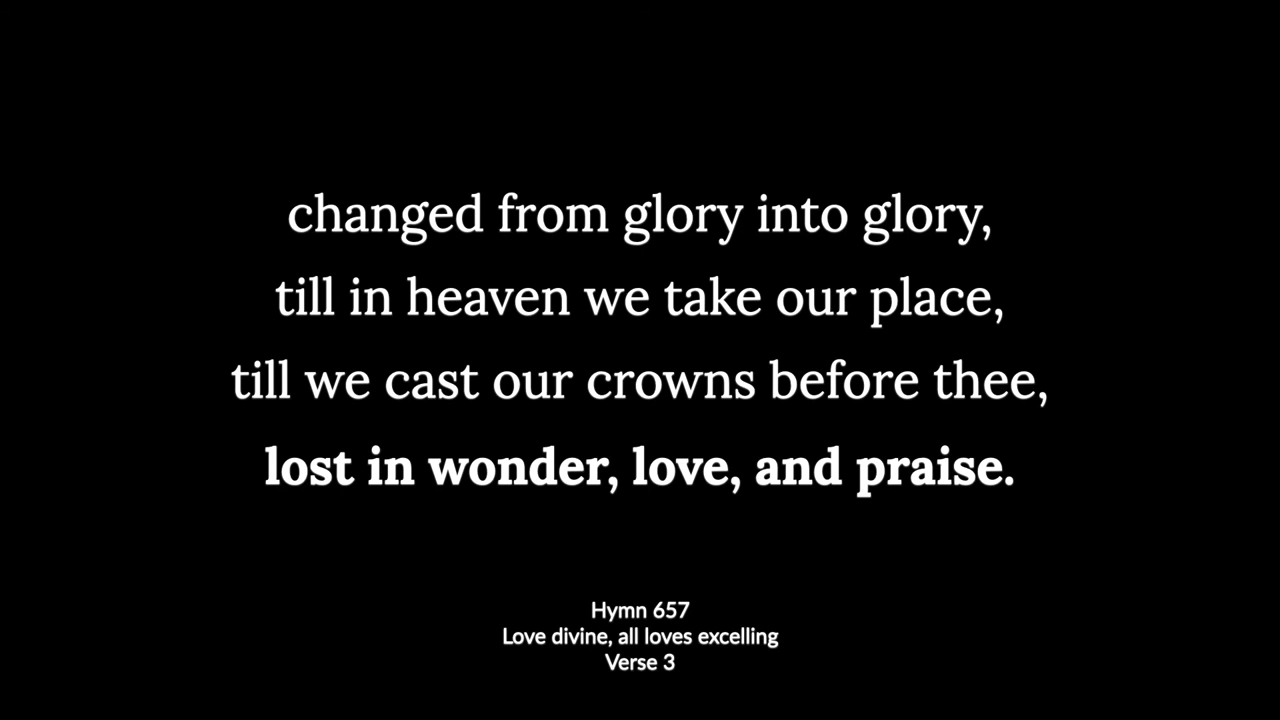 changed from glory into glory,
till in heaven we take our place,
till we cast our crowns before thee,
lost in wonder, love, and praise.
Hymn 657
Love divine, all loves excelling
Verse 3